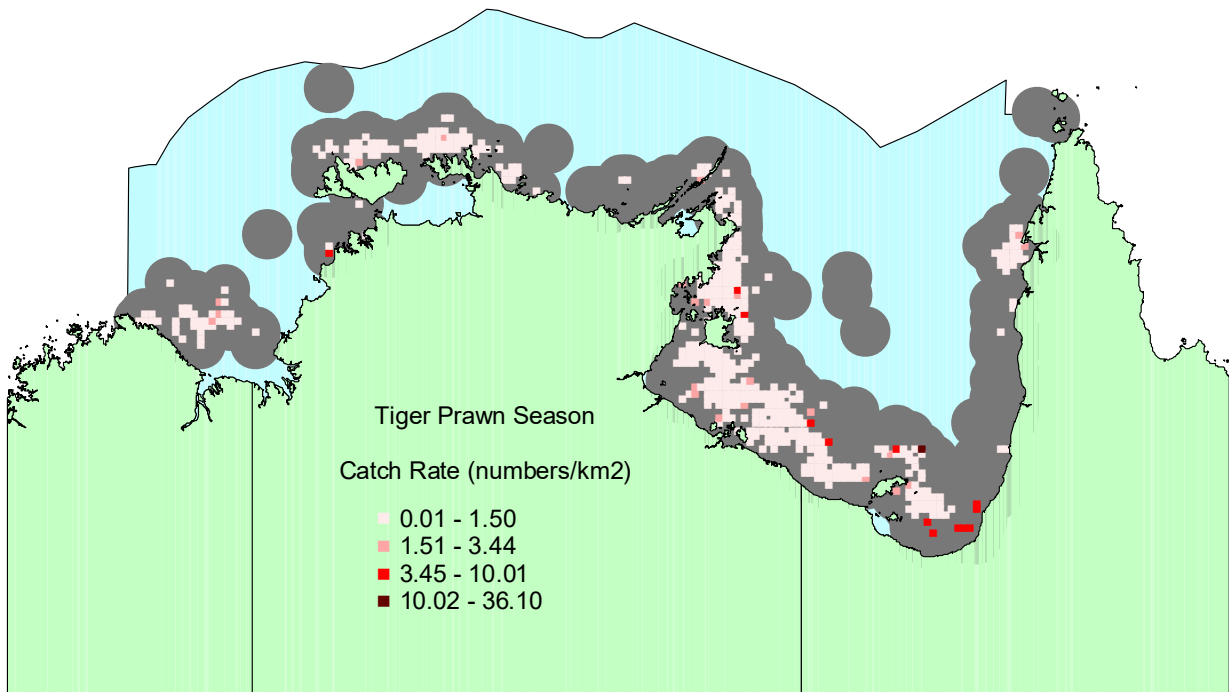 Tiger Prawn Season
Catch Rate (numbers/km2)
0.01 - 1.50
1.51 - 3.44
3.45 - 10.01
10.02 - 36.10